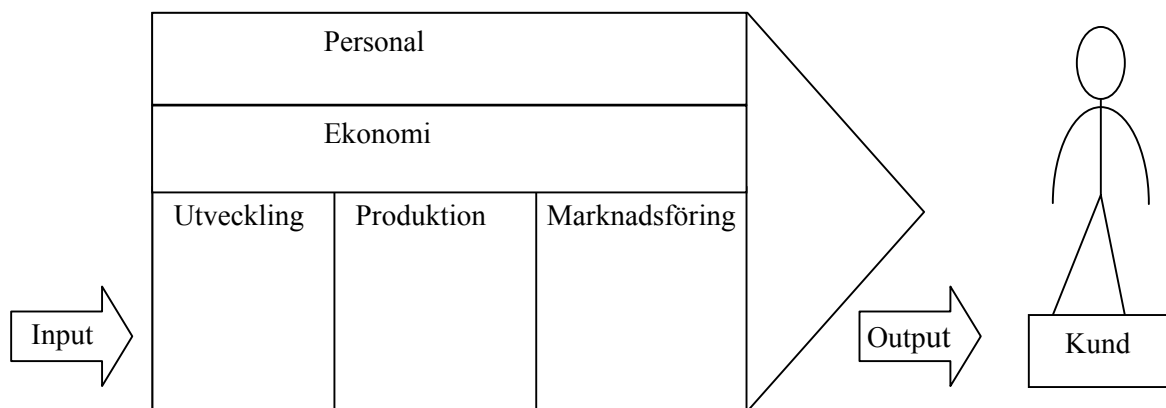 Personal
Ekonomi
Utveckling
Produktion
Marknadsföring
Input
Output
Kund